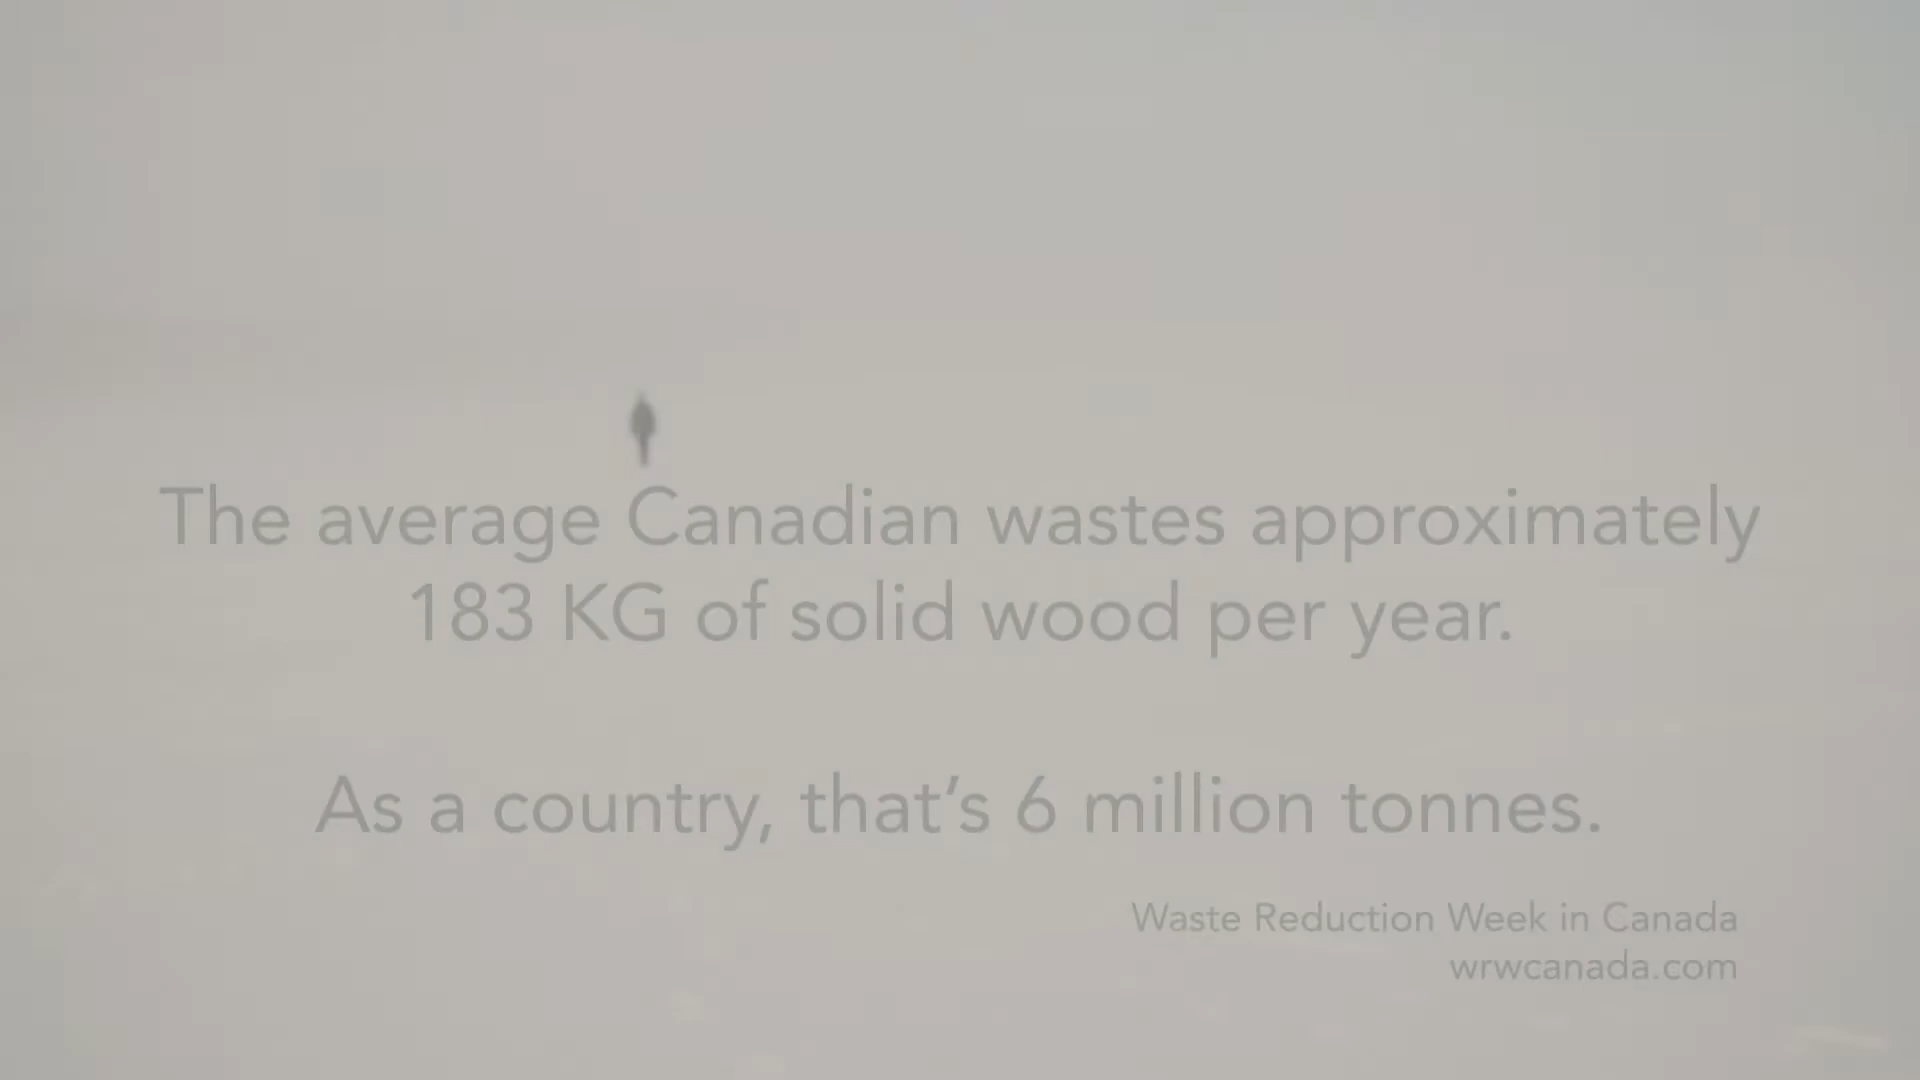 The average Canadian wastes approximately
183 KG of solid wood per year.
As a country, that's 6 million tonnes.
Waste Reduction Week in Canada
wrwcanada.com